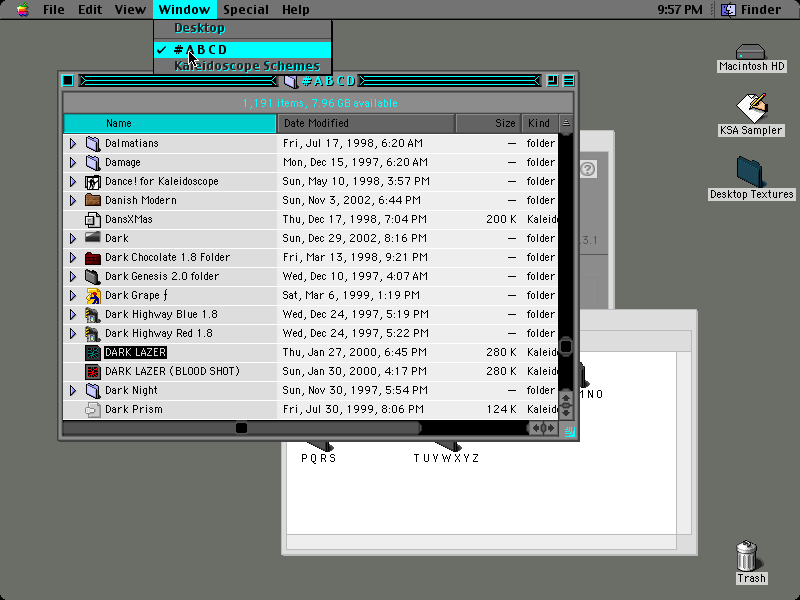 File Edit View Window Special Help 9:57 PM Finder
Desktop
✓ #ABCD
Kaleidoscope Schemes
#ABCD
1,191 items, 7.96 GB available
Name Date Modified Size Kind
Dalmatians Fri, Jul 17, 1998, 6:20 AM — folder
Damage Mon, Dec 15, 1997, 6:20 AM — folder
Dance! for Kaleidoscope Sun, May 10, 1998, 3:57 PM — folder
Danish Modern Sun, Nov 3, 2002, 6:44 PM — folder
DansXMas Thu, Dec 17, 1998, 7:04 PM 200 K Kaleid
Dark Sun, Dec 29, 2002, 8:16 PM — folder
Dark Chocolate 1.8 Folder Fri, Mar 13, 1998, 9:21 PM — folder
Dark Genesis 2.0 folder Wed, Dec 10, 1997, 4:07 AM — folder
Dark Grape ƒ Sat, Mar 6, 1999, 1:19 PM — folder
Dark Highway Blue 1.8 Wed, Dec 24, 1997, 5:19 PM — folder
Dark Highway Red 1.8 Wed, Dec 24, 1997, 5:22 PM — folder
DARK LAZER Thu, Jan 27, 2000, 6:45 PM 280 K Kaleid
DARK LAZER (BLOOD SHOT) Sun, Jan 30, 2000, 4:17 PM 280 K Kaleid
Dark Night Sun, Nov 30, 1997, 5:54 PM — folder
Dark Prism Fri, Jul 30, 1999, 8:06 PM 124 K Kaleid
?
.3.1
MNO
PQRS TUVWXYZ
Macintosh HD
KSA Sampler
Desktop Textures
Trash